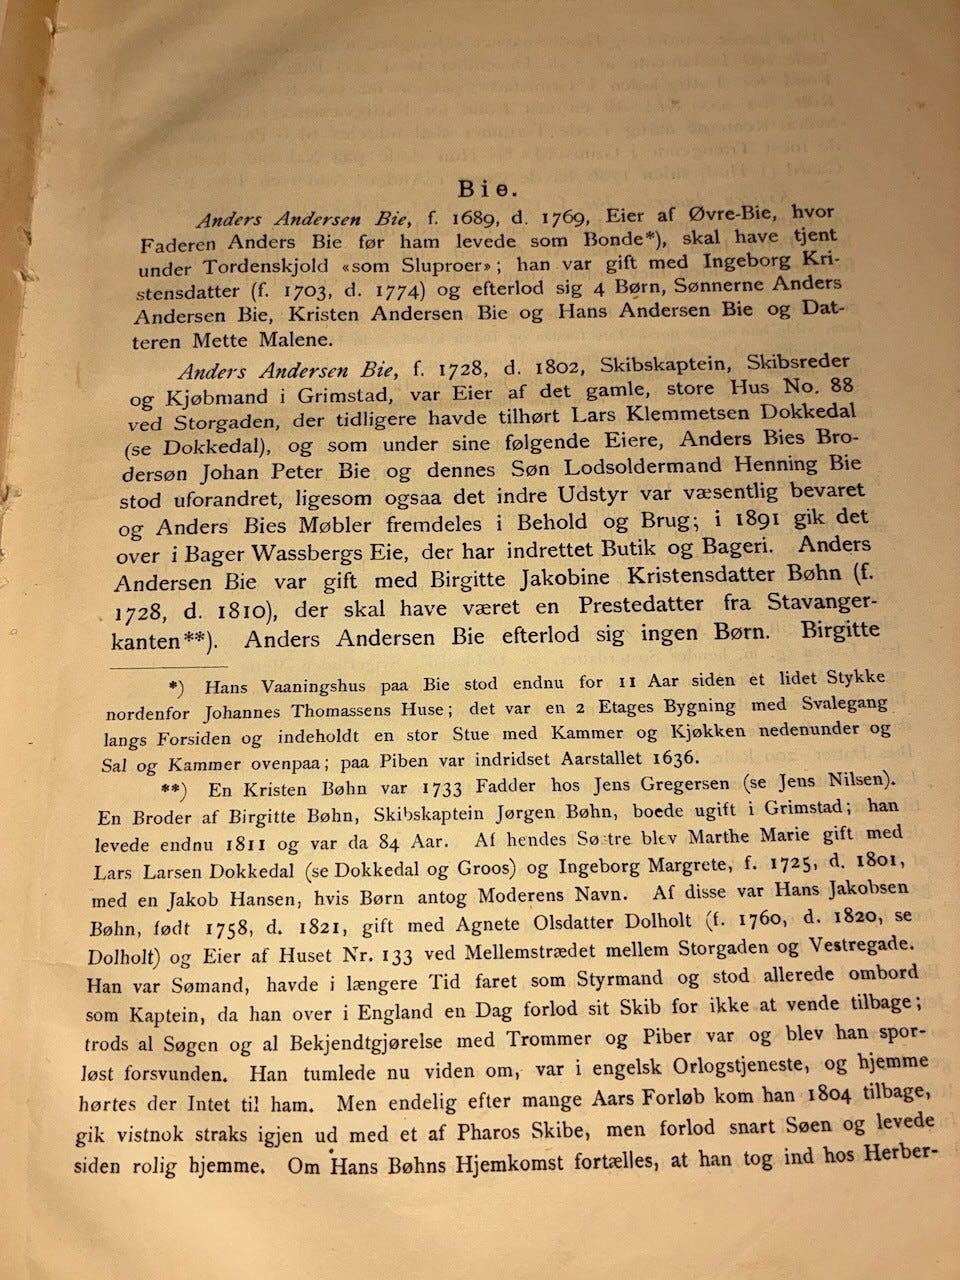 Bie.
Anders Andersen Bie, f. 1689, d. 1769, Eier af Øvre-Bie, hvor
Faderen Anders Bie før ham levede som Bonde*), skal have tjent
under Tordenskjold «som Sluproer»; han var gift med Ingeborg Kri-
stensdatter (f. 1703, d. 1774) og efterlod sig 4 Børn, Sønnerne Anders
Andersen Bie, Kristen Andersen Bie og Hans Andersen Bie og Dat-
teren Mette Malene.
Anders Andersen Bie, f. 1728, d. 1802, Skibskaptein, Skibsreder
og Kjøbmand i Grimstad, var Eier af det gamle, store Hus No. 88
ved Storgaden, der tidligere havde tilhørt Lars Klemmetsen Dokkedal
(se Dokkedal), og som under sine følgende Eiere, Anders Bies Bro-
dersøn Johan Peter Bie og dennes Søn Lodsoldermand Henning Bie
stod uforandret, ligesom ogsaa det indre Udstyr var væsentlig bevaret
og Anders Bies Møbler fremdeles i Behold og Brug; i 1891 gik det
over i Bager Wassbergs Eie, der har indrettet Butik og Bageri. Anders
Andersen Bie var gift med Birgitte Jakobine Kristensdatter Bøhn (f.
1728, d. 1810), der skal have været en Prestedatter fra Stavanger-
kanten**). Anders Andersen Bie efterlod sig ingen Børn. Birgitte
*) Hans Vaaningshus paa Bie stod endnu for 11 Aar siden et lidet Stykke
nordenfor Johannes Thomassens Huse; det var en 2 Etages Bygning med Svalegang
langs Forsiden og indeholdt en stor Stue med Kammer og Kjøkken nedenunder og
Sal og Kammer ovenpaa; paa Piben var indridset Aarstallet 1636.
**) En Kristen Bøhn var 1733 Fadder hos Jens Gregersen (se Jens Nilsen).
En Broder af Birgitte Bøhn, Skibskaptein Jørgen Bøhn, boede ugift i Grimstad; han
levede endnu 1811 og var da 84 Aar. Af hendes Søstre blev Marthe Marie gift med
Lars Larsen Dokkedal (se Dokkedal og Groos) og Ingeborg Margrete, f. 1725, d. 1801,
med en Jakob Hansen, hvis Børn antog Moderens Navn. Af disse var Hans Jakobsen
Bøhn, født 1758, d. 1821, gift med Agnete Olsdatter Dolholt (f. 1760, d. 1820, se
Dolholt) og Eier af Huset Nr. 133 ved Mellemstrædet mellem Storgaden og Vestregade.
Han var Sømand, havde i længere Tid faret som Styrmand og stod allerede ombord
som Kaptein, da han over i England en Dag forlod sit Skib for ikke at vende tilbage;
trods al Søgen og al Bekjendtgjørelse med Trommer og Piber var og blev han spor-
løst forsvunden. Han tumlede nu viden om, var i engelsk Orlogstjeneste, og hjemme
hørtes der Intet til ham. Men endelig efter mange Aars Forløb kom han 1804 tilbage,
gik vistnok straks igjen ud med et af Pharos Skibe, men forlod snart Søen og levede
siden rolig hjemme. Om Hans Bøhns Hjemkomst fortælles, at han tog ind hos Herber-